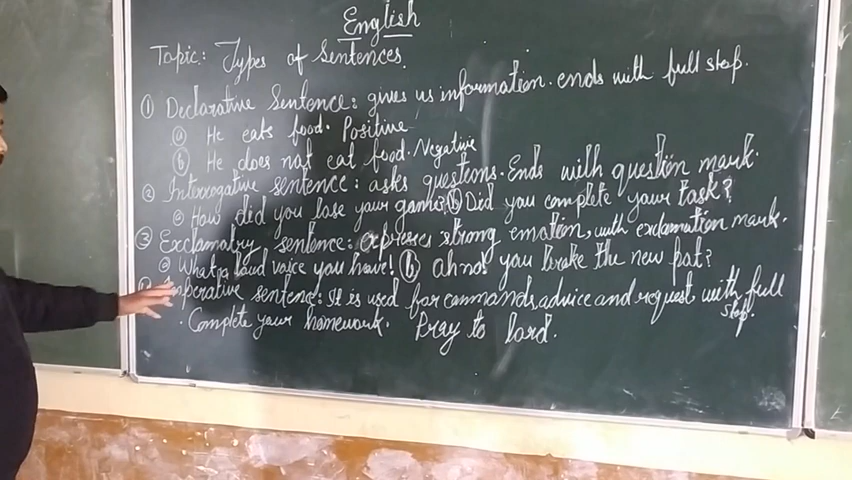 English
Topic: Types of Sentences.
① Declarative Sentence: gives us information. ends with full stop.
ⓐ He eats food. Positive
ⓑ He does not eat food. Negative
② Interrogative sentence: asks questions. Ends with question mark.
ⓐ How did you lose your game? ⓑ Did you complete your task?
③ Exclamatry sentence: expresses strong emotion, with exclamation mark.
ⓐ What a loud voice you have! ⓑ ah no! you brake the new pot?
imperative sentence: It is used for commands, advice and request with full
stop.
. Complete your homework. Pray to lord.